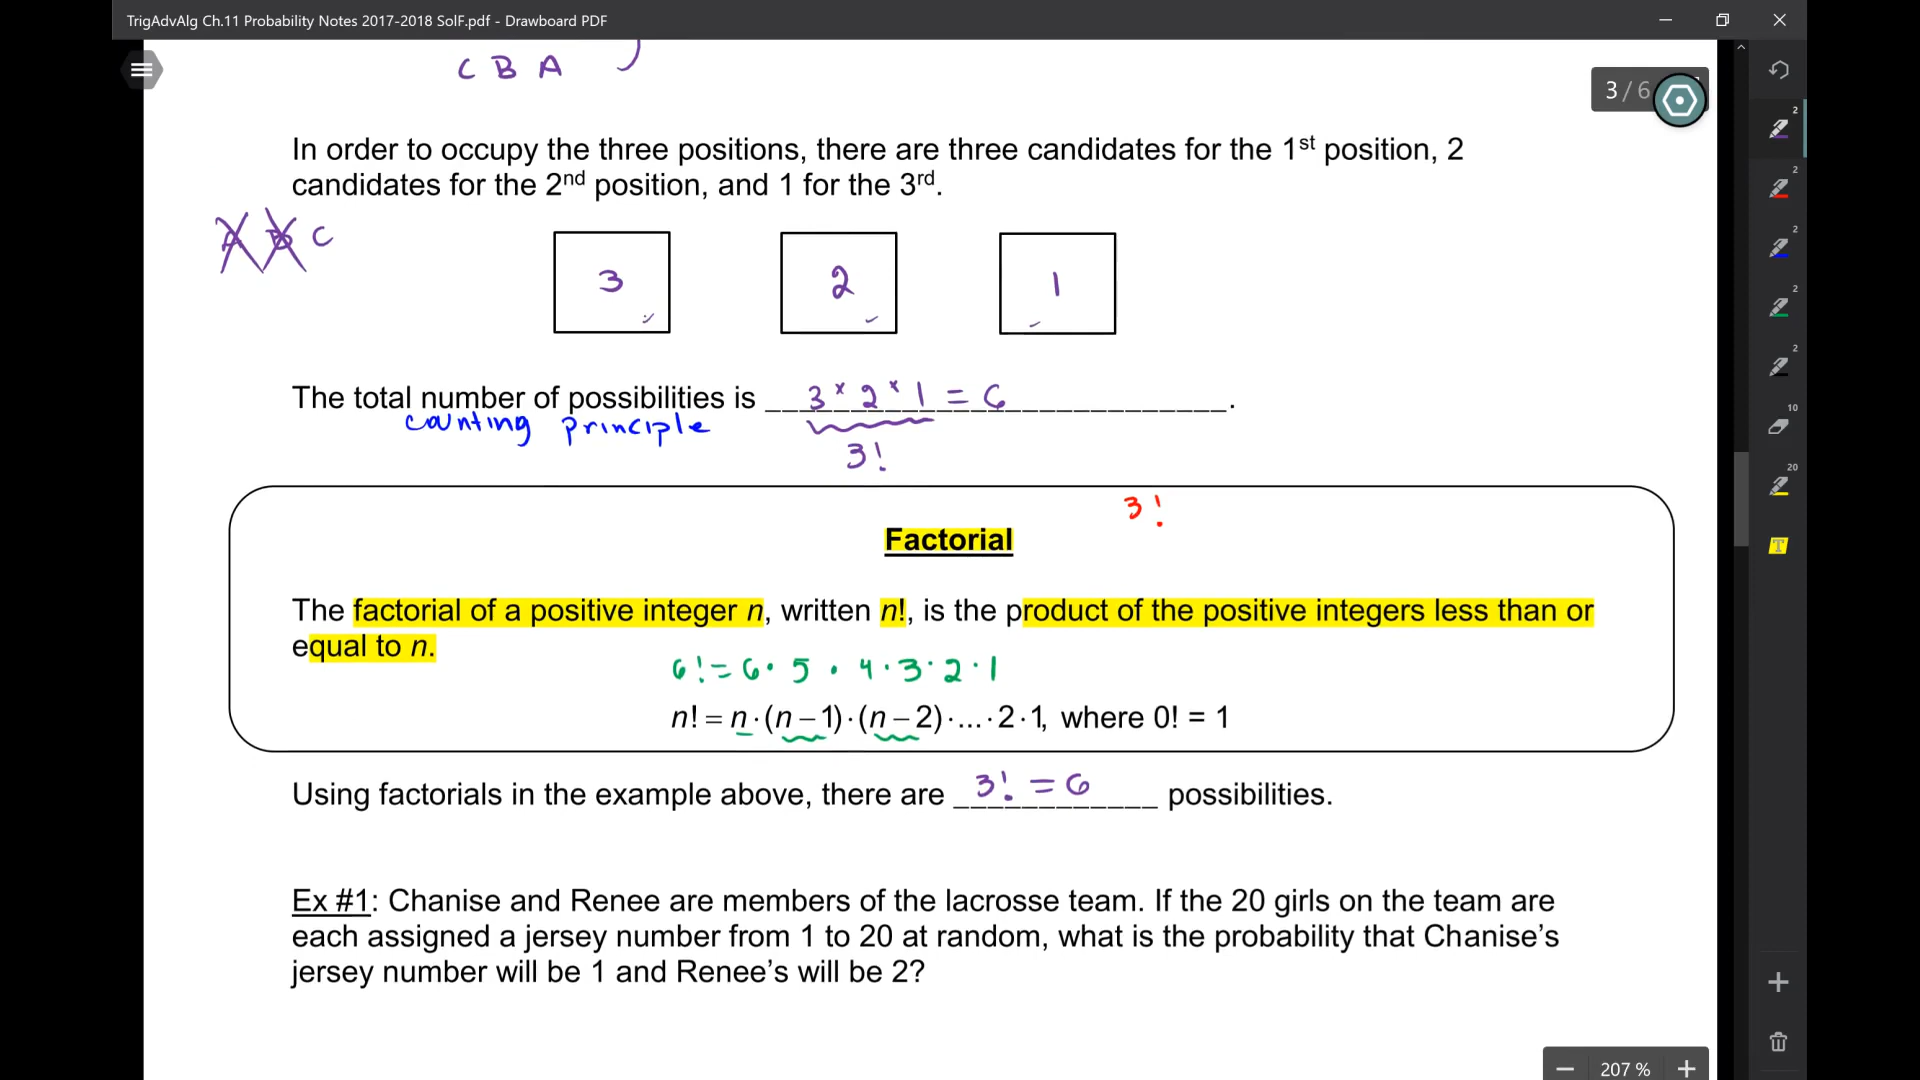 TrigAdvAlg Ch.11 Probability Notes 2017-2018 SolF.pdf - Drawboard PDF
C B A
3 / 6
In order to occupy the three positions, there are three candidates for the 1st position, 2
candidates for the 2nd position, and 1 for the 3rd.
A B C
3 2 1
The total number of possibilities is 3 × 2 × 1 = 6.
counting principle
3!
3!
Factorial
The factorial of a positive integer n, written n!, is the product of the positive integers less than or
equal to n.
6! = 6 · 5 · 4 · 3 · 2 · 1
n! = n · (n – 1) · (n – 2) · ... · 2 · 1, where 0! = 1
Using factorials in the example above, there are 3! = 6 possibilities.
Ex #1: Chanise and Renee are members of the lacrosse team. If the 20 girls on the team are
each assigned a jersey number from 1 to 20 at random, what is the probability that Chanise’s
jersey number will be 1 and Renee’s will be 2?
2
2
2
2
2
10
20
T
207 %